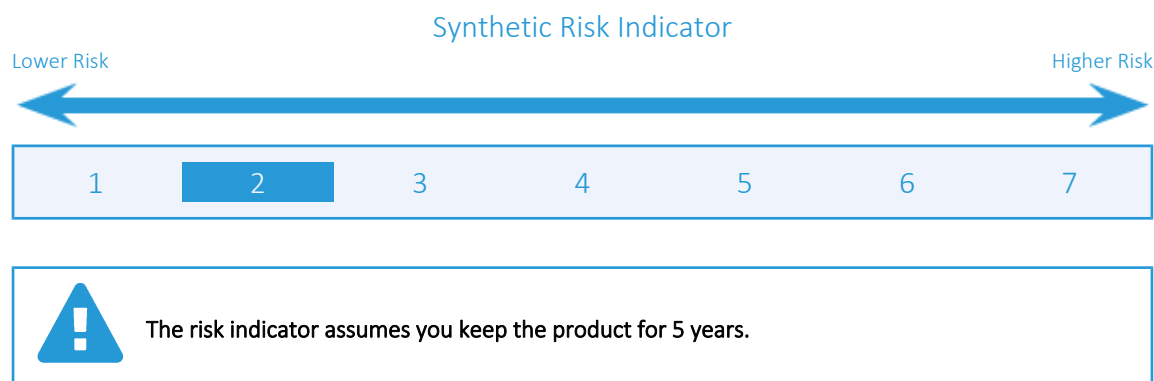 Synthetic Risk Indicator
Lower Risk Higher Risk
1 2 3 4 5 6 7
The risk indicator assumes you keep the product for 5 years.